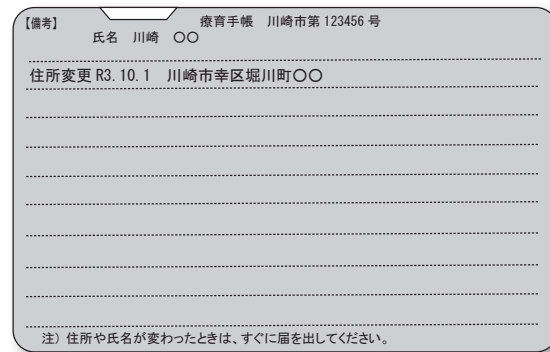 【備考】 療育手帳 川崎市第 123456 号
氏名 川崎 〇〇
住所変更 R3.10.1 川崎市幸区堀川町〇〇
注) 住所や氏名が変わったときは、すぐに届を出してください。